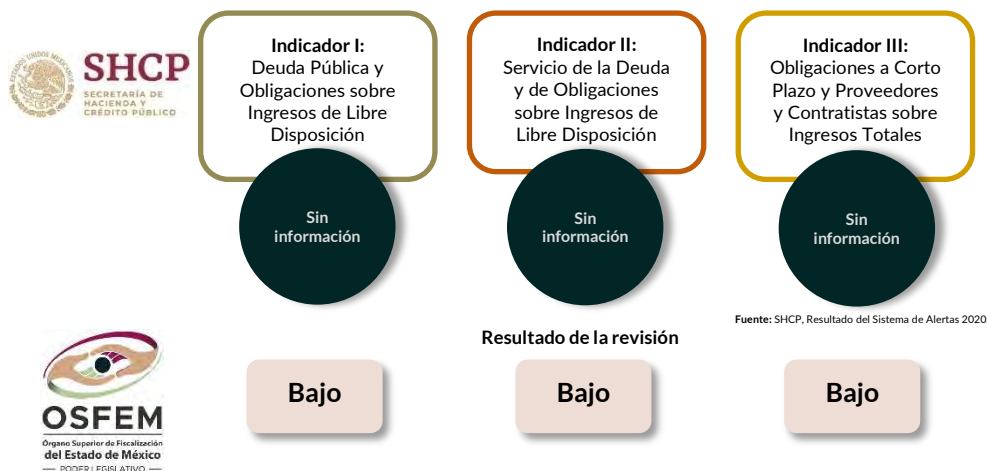 ESTADOS UNIDOS MEXICANOS
SHCP
SECRETARÍA DE
HACIENDA Y
CRÉDITO PÚBLICO
Indicador I:
Deuda Pública y
Obligaciones sobre
Ingresos de Libre
Disposición
Sin
información
Indicador II:
Servicio de la Deuda
y de Obligaciones
sobre Ingresos de
Libre Disposición
Sin
información
Indicador III:
Obligaciones a Corto
Plazo y Proveedores
y Contratistas sobre
Ingresos Totales
Sin
información
Fuente: SHCP, Resultado del Sistema de Alertas 2020
Resultado de la revisión
OSFEM
Órgano Superior de Fiscalización
del Estado de México
— PODER LEGISLATIVO —
Bajo
Bajo
Bajo